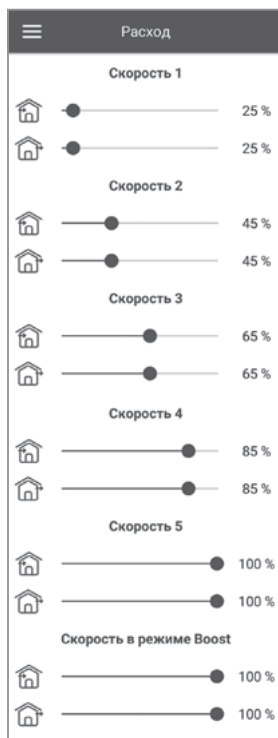 Расход
Скорость 1
25 %
25 %
Скорость 2
45 %
45 %
Скорость 3
65 %
65 %
Скорость 4
85 %
85 %
Скорость 5
100 %
100 %
Скорость в режиме Boost
100 %
100 %